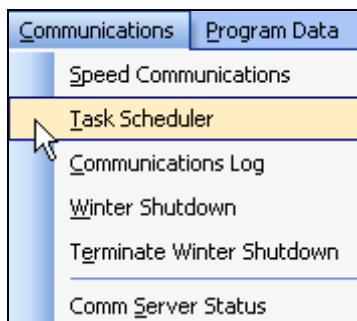 Communications Program Data
Speed Communications
Task Scheduler
Communications Log
Winter Shutdown
Terminate Winter Shutdown
Comm Server Status